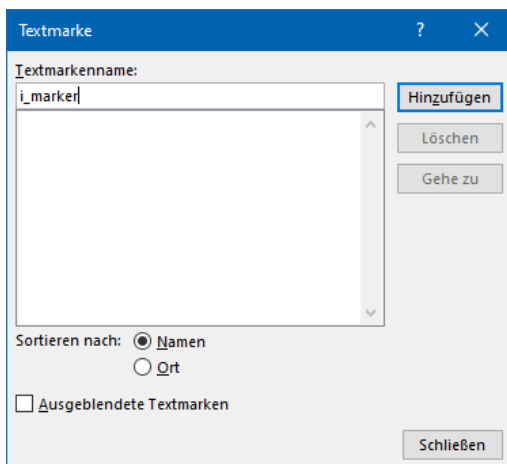 Textmarke ?
Textmarkenname:
i_marker
Hinzufügen
Löschen
Gehe zu
Sortieren nach: Namen
Ort
Ausgeblendete Textmarken
Schließen